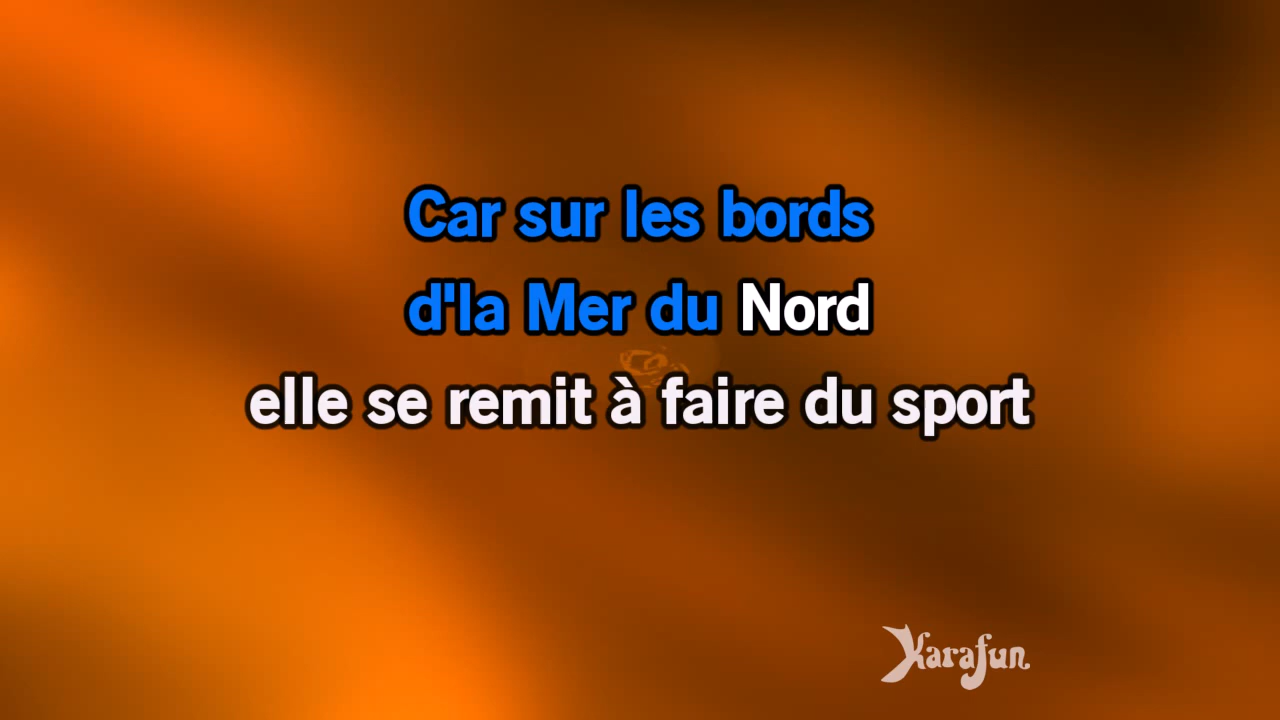 Car sur les bords
d'la Mer du Nord
elle se remit à faire du sport
Karafun